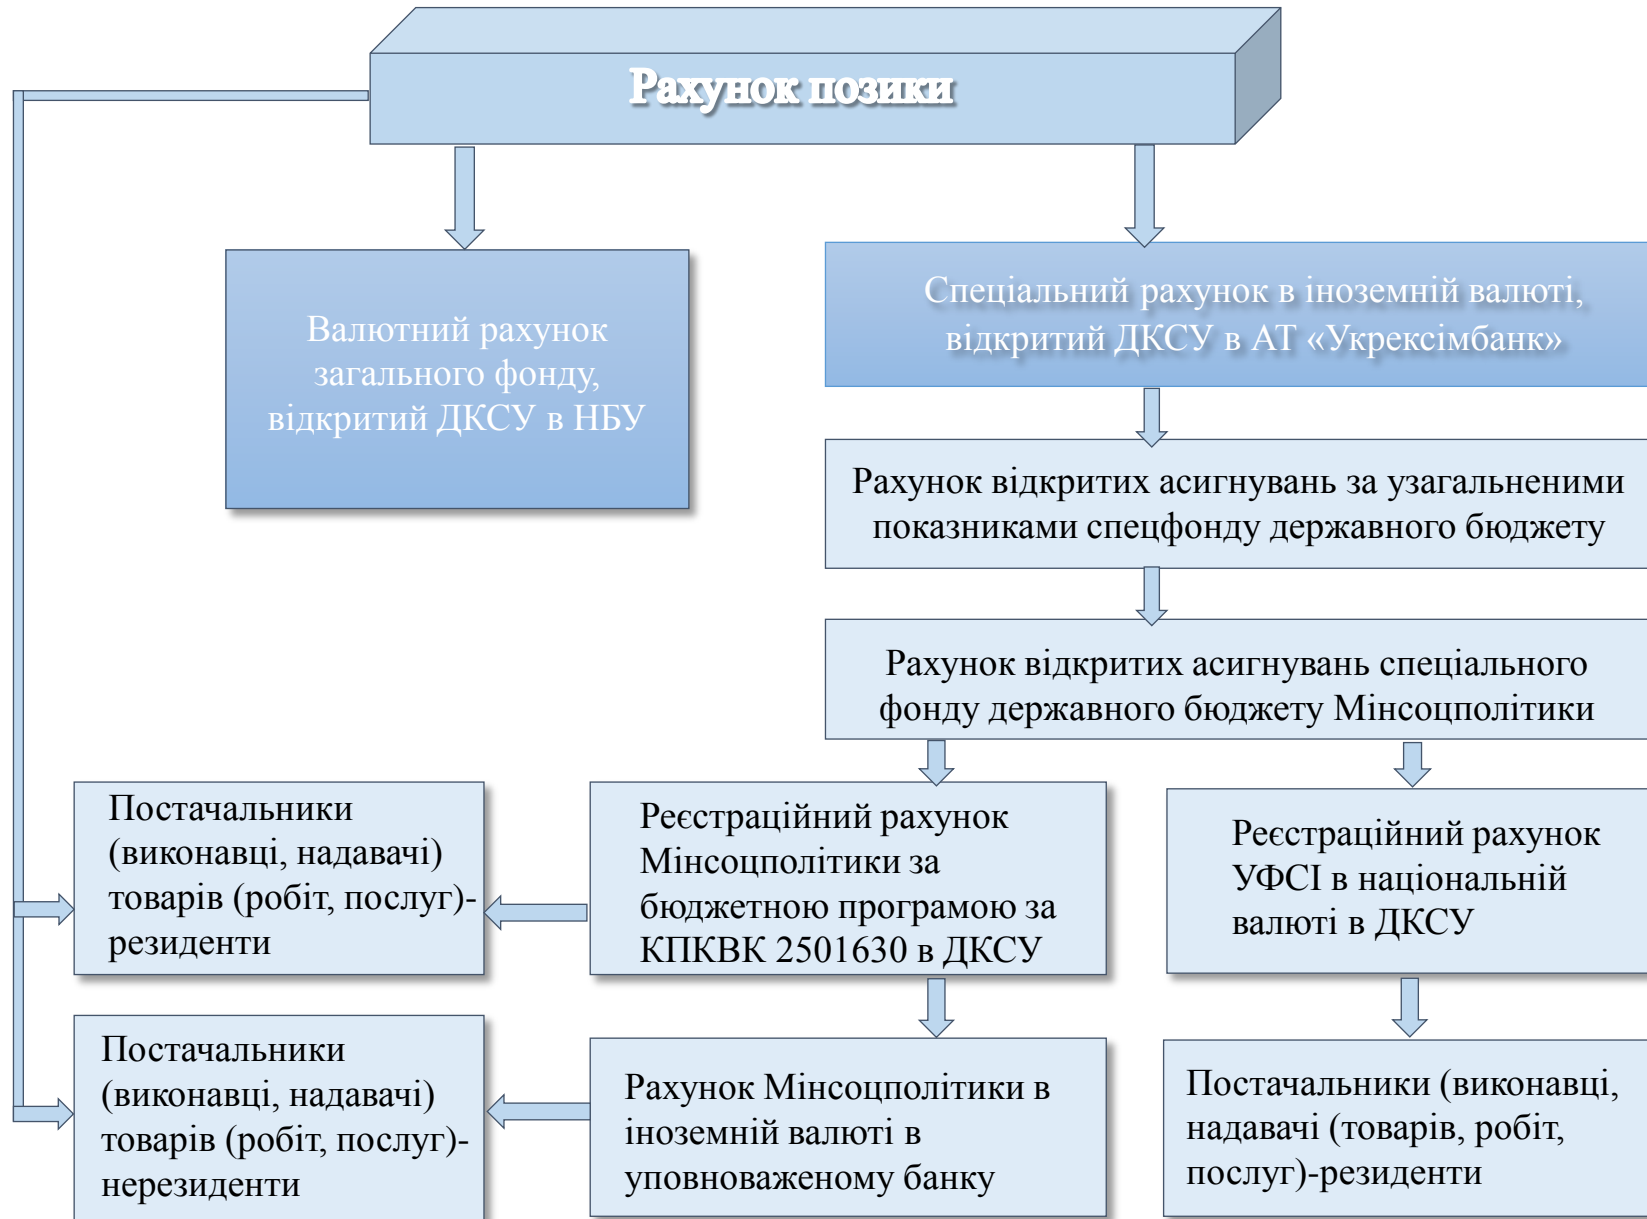 Рахунок позики
Валютний рахунок
загального фонду,
відкритий ДКСУ в НБУ
Спеціальний рахунок в іноземній валюті,
відкритий ДКСУ в АТ «Укрексімбанк»
Рахунок відкритих асигнувань за узагальненими
показниками спецфонду державного бюджету
Рахунок відкритих асигнувань спеціального
фонду державного бюджету Мінсоцполітики
Постачальники
(виконавці, надавачі)
товарів (робіт, послуг)-
резиденти
Реєстраційний рахунок
Мінсоцполітики за
бюджетною програмою за
КПКВК 2501630 в ДКСУ
Реєстраційний рахунок
УФСІ в національній
валюті в ДКСУ
Постачальники
(виконавці, надавачі)
товарів (робіт, послуг)-
нерезиденти
Рахунок Мінсоцполітики в
іноземній валюті в
уповноваженому банку
Постачальники (виконавці,
надавачі (товарів, робіт,
послуг)-резиденти